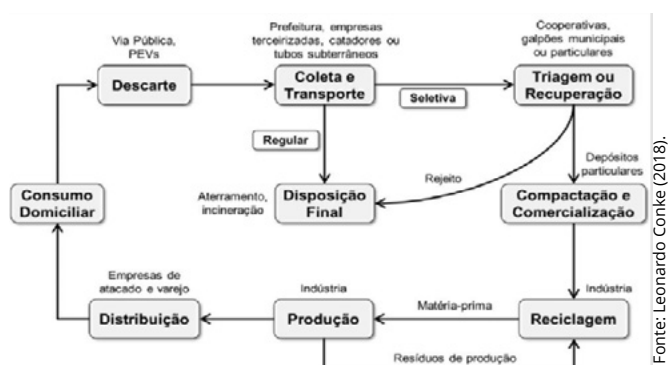 Via Pública,
PEVs
Descarte
Prefeitura, empresas
terceirizadas, catadores ou
tubos subterrâneos
Coleta e
Transporte
Seletiva
Cooperativas,
galpões municipais
ou particulares
Triagem ou
Recuperação
Regular
Rejeito
Depósitos
particulares
Consumo
Domiciliar
Aterramento,
incineração
Disposição
Final
Compactação e
Comercialização
Empresas de
atacado e varejo
Distribuição
Indústria
Produção
Matéria-prima
Indústria
Reciclagem
Resíduos de produção
Fonte: Leonardo Conke (2018).